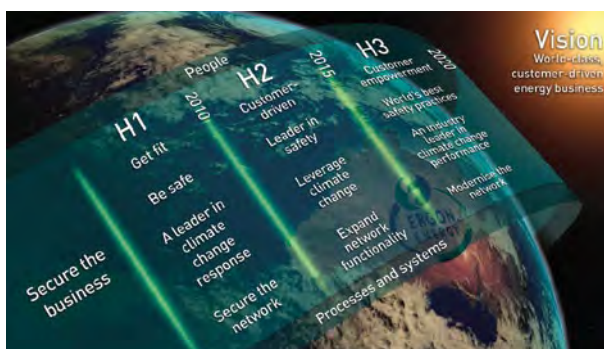 Vision
World-class,
customer-driven
energy business
People
Secure the
business
H1
Get fit
Be safe
A leader in
climate
change
response
Secure the
network
2010
H2
Customer
driven
Leader in
safety
Leverage
climate
change
Expand
network
functionality
2015
H3
Customer
empowerment
World's best
safety practices
An industry
leader in
climate change
performance
Modernise the
network
2020
Processes and systems
ERGON
ENERGY